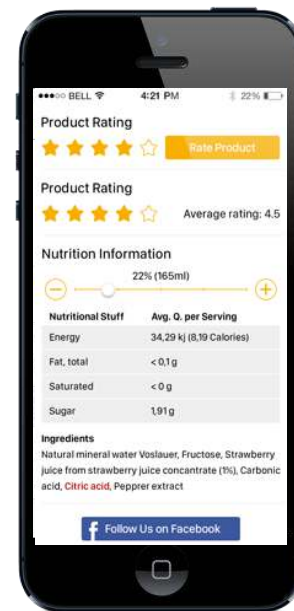 BELL 4:21 PM 22%
Product Rating
Rate Product
Product Rating
Average rating: 4.5
Nutrition Information
22% (165ml)
Nutritional Stuff Avg. Q. per Serving
Energy 34,29 kj (8,19 Calories)
Fat, total < 0,1 g
Saturated < 0 g
Sugar 1,91 g
Ingredients
Natural mineral water Voslauer, Fructose, Strawberry
juice from strawberry juice concantrate (1%), Carbonic
acid, Citric acid, Pepprer extract
f Follow Us on Facebook